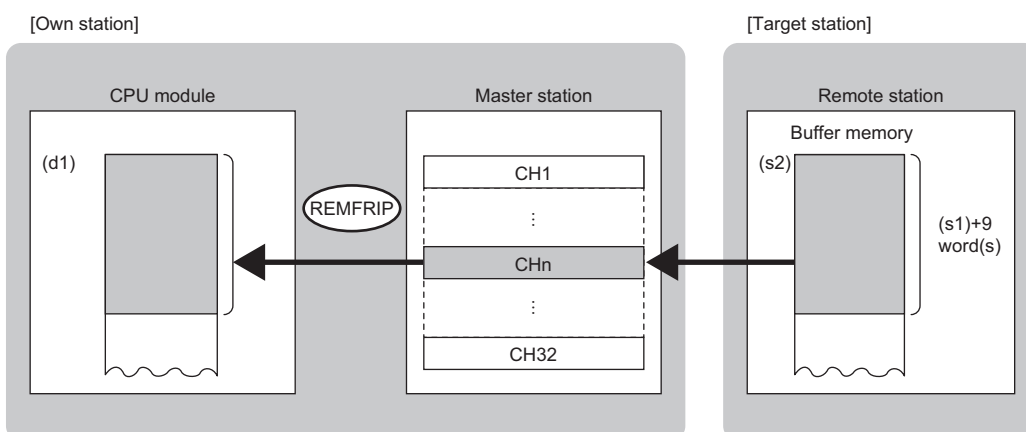 [Own station]
[Target station]
CPU module
Master station
Remote station
Buffer memory
(d1)
(s2)
CH1
REMFRIP
⋮
(s1)+9
word(s)
CHn
⋮
CH32